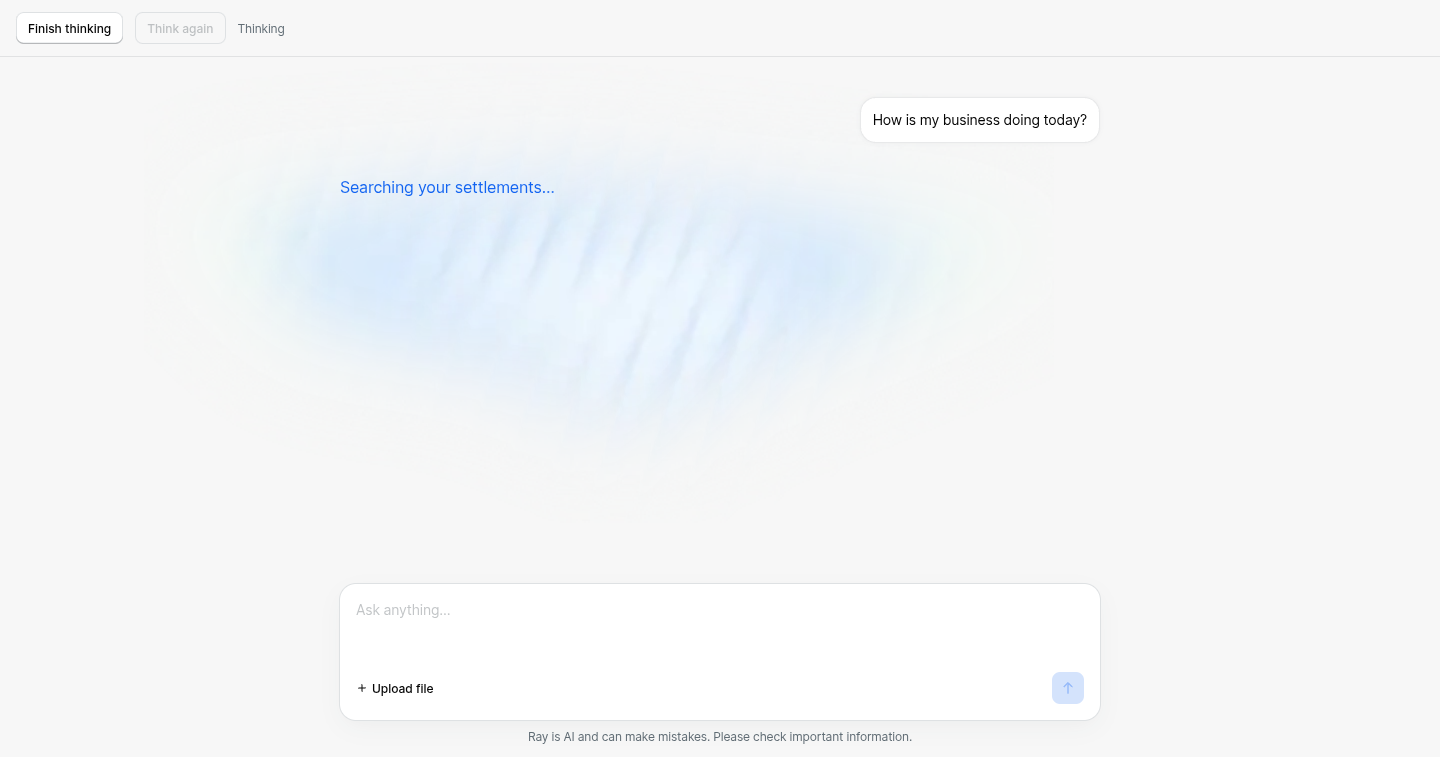 Finish thinking
Think again
Thinking
How is my business doing today?
Searching your settlements...
Ask anything...
+ Upload file
Ray is AI and can make mistakes. Please check important information.